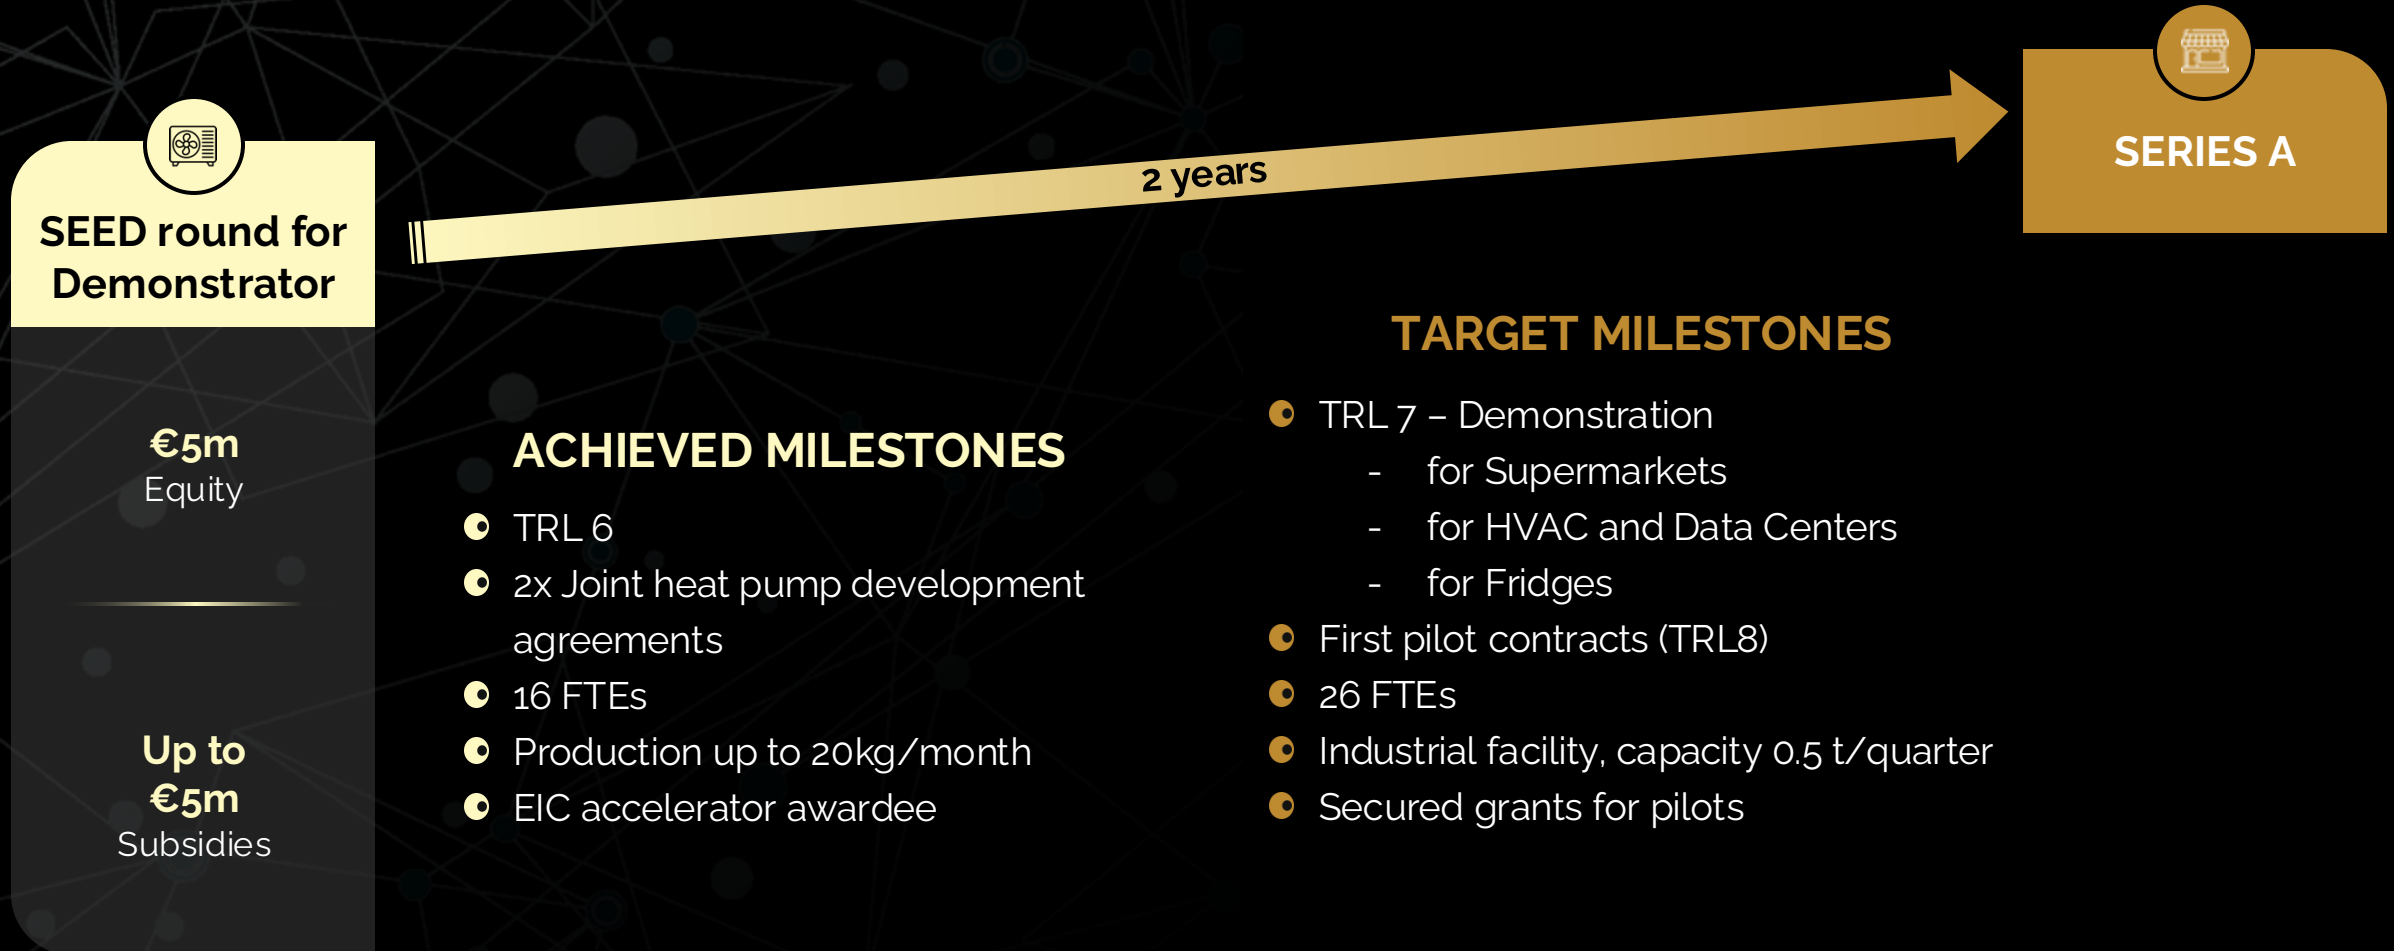 SEED round for
Demonstrator
€5m
Equity
Up to
€5m
Subsidies
2 years
SERIES A
ACHIEVED MILESTONES
TRL 6
2x Joint heat pump development
agreements
16 FTEs
Production up to 20kg/month
EIC accelerator awardee
TARGET MILESTONES
TRL 7 – Demonstration
- for Supermarkets
- for HVAC and Data Centers
- for Fridges
First pilot contracts (TRL8)
26 FTEs
Industrial facility, capacity 0.5 t/quarter
Secured grants for pilots